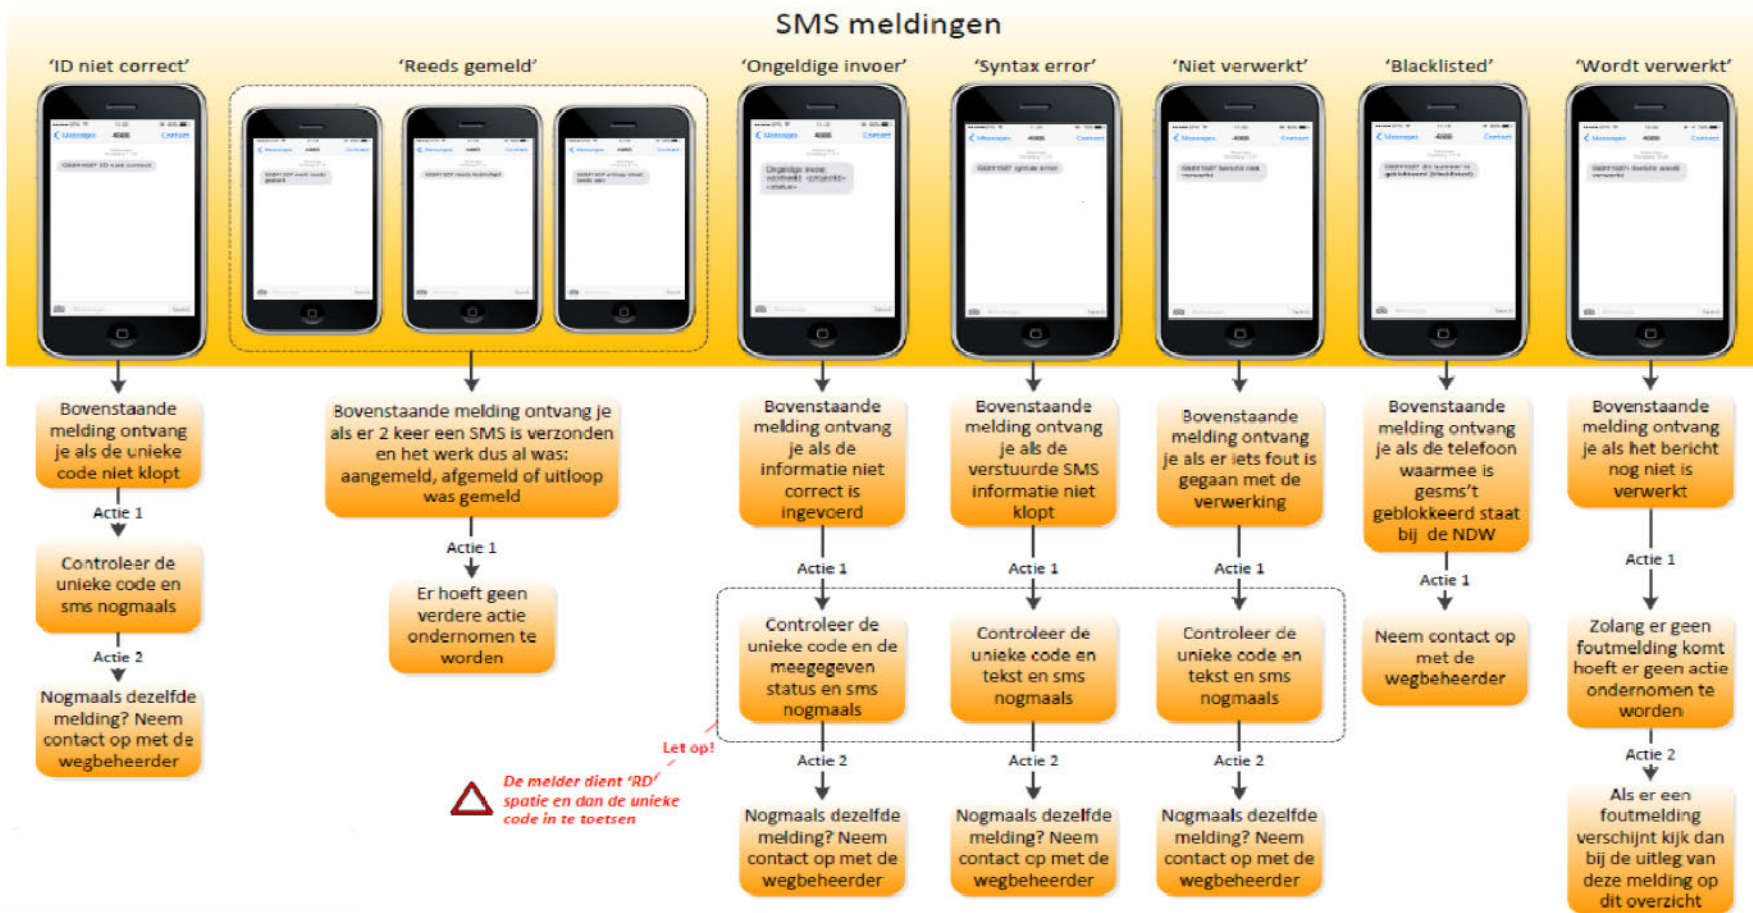 SMS meldingen
‘ID niet correct’
‘Reeds gemeld’
‘Ongeldige invoer’
‘Syntax error’
‘Niet verwerkt’
‘Blacklisted’
‘Wordt verwerkt’
Messages
4000
Contact
ID niet correct
Ongeldige invoer,
syntax error
Bovenstaande
melding ontvang
je als de unieke
code niet klopt
Actie 1
Controleer de
unieke code en
sms nogmaals
Actie 2
Nogmaals dezelfde
melding? Neem
contact op met de
wegbeheerder
Bovenstaande melding ontvang je
als er 2 keer een SMS is verzonden
en het werk dus al was:
aangemeld, afgemeld of uitloop
was gemeld
Actie 1
Er hoeft geen
verdere actie
ondernomen te
worden
Bovenstaande
melding ontvang
je als de
informatie niet
correct is
ingevoerd
Actie 1
Controleer de
unieke code en de
meegegeven
status en sms
nogmaals
Actie 2
Nogmaals dezelfde
melding? Neem
contact op met de
wegbeheerder
Let op!
De melder dient ‘RD’
spatie en dan de unieke
code in te toetsen
Bovenstaande
melding ontvang
je als de
verstuurde SMS
informatie niet
klopt
Actie 1
Controleer de
unieke code en
tekst en sms
nogmaals
Actie 2
Nogmaals dezelfde
melding? Neem
contact op met de
wegbeheerder
Bovenstaande
melding ontvang
je als er iets fout is
gegaan met de
verwerking
Actie 1
Controleer de
unieke code en
tekst en sms
nogmaals
Actie 2
Nogmaals dezelfde
melding? Neem
contact op met de
wegbeheerder
Bovenstaande
melding ontvang
je als de telefoon
waarmee is
gesms’t
geblokkeerd staat
bij de NDW
Actie 1
Neem contact op
met de
wegbeheerder
Bovenstaande
melding ontvang
je als het bericht
nog niet is
verwerkt
Actie 1
Zolang er geen
foutmelding komt
hoeft er geen actie
ondernomen te
worden
Actie 2
Als er een
foutmelding
verschijnt kijk dan
bij de uitleg van
deze melding op
dit overzicht